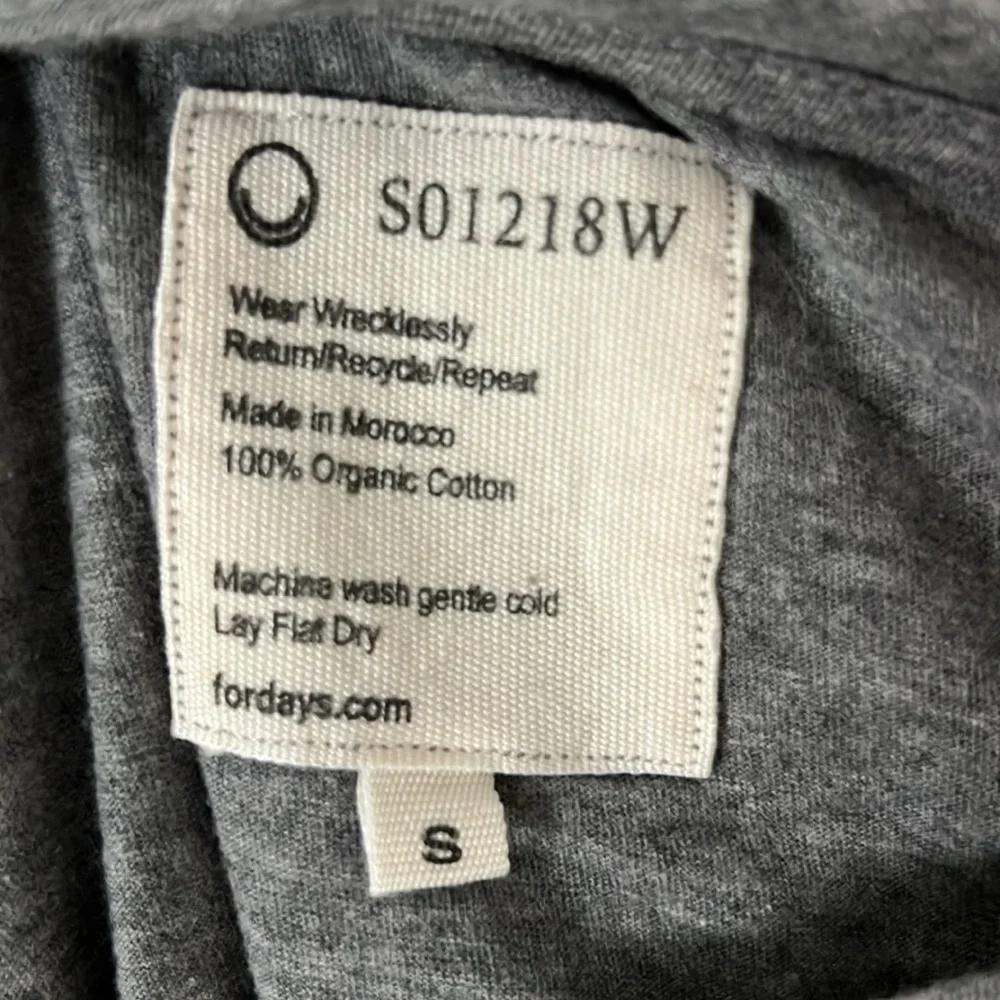 S01218W
Wear Wrecklessly
Return/Recycle/Repeat
Made in Morocco
100% Organic Cotton
Machine wash gentle cold
Lay Flat Dry
fordays.com
S